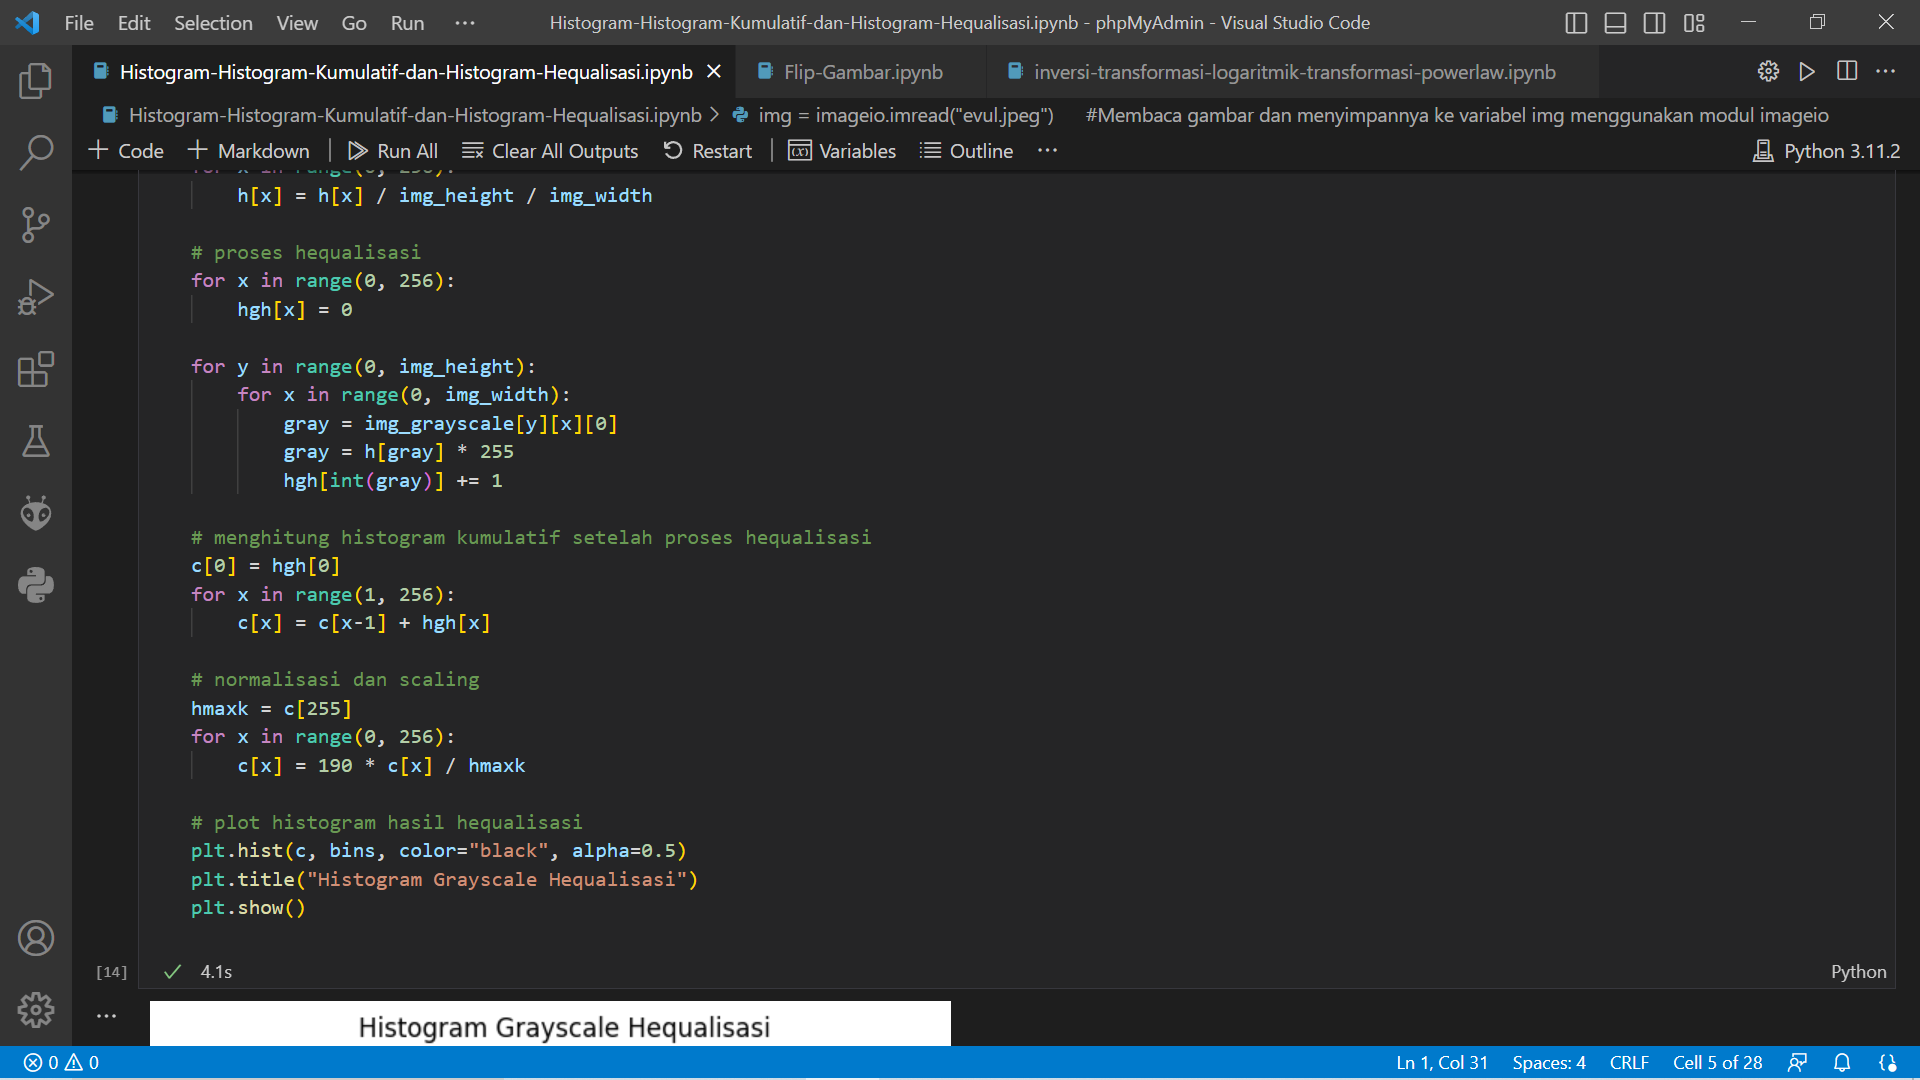 File Edit Selection View Go Run ··· Histogram-Histogram-Kumulatif-dan-Histogram-Hequalisasi.ipynb - phpMyAdmin - Visual Studio Code
Histogram-Histogram-Kumulatif-dan-Histogram-Hequalisasi.ipynb Flip-Gambar.ipynb inversi-transformasi-logaritmik-transformasi-powerlaw.ipynb
Histogram-Histogram-Kumulatif-dan-Histogram-Hequalisasi.ipynb > img = imageio.imread("evul.jpeg") #Membaca gambar dan menyimpannya ke variabel img menggunakan modul imageio
+ Code + Markdown | Run All Clear All Outputs Restart | Variables Outline ··· Python 3.11.2
for x in range(0, 256):
h[x] = h[x] / img_height / img_width
# proses hequalisasi
for x in range(0, 256):
hgh[x] = 0
for y in range(0, img_height):
for x in range(0, img_width):
gray = img_grayscale[y][x][0]
gray = h[gray] * 255
hgh[int(gray)] += 1
# menghitung histogram kumulatif setelah proses hequalisasi
c[0] = hgh[0]
for x in range(1, 256):
c[x] = c[x-1] + hgh[x]
# normalisasi dan scaling
hmaxk = c[255]
for x in range(0, 256):
c[x] = 190 * c[x] / hmaxk
# plot histogram hasil hequalisasi
plt.hist(c, bins, color="black", alpha=0.5)
plt.title("Histogram Grayscale Hequalisasi")
plt.show()
[14] 4.1s Python
Histogram Grayscale Hequalisasi
0 0 Ln 1, Col 31 Spaces: 4 CRLF Cell 5 of 28